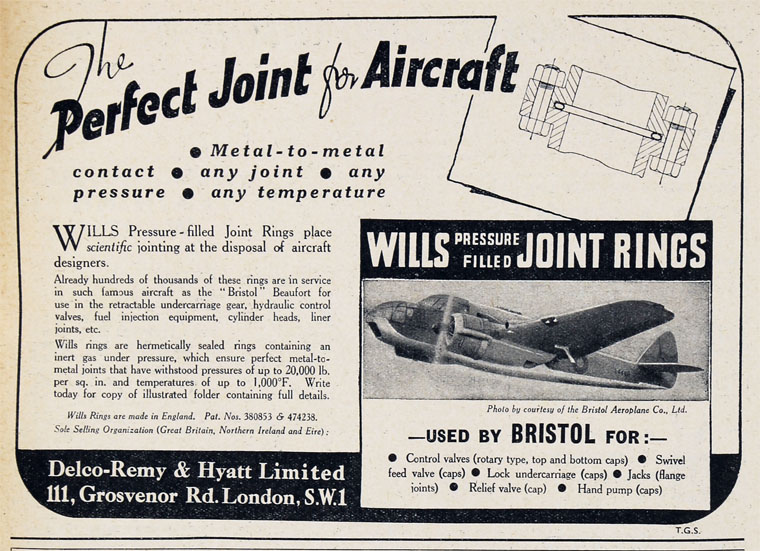 The
Perfect Joint for Aircraft
● Metal-to-metal
contact ● any joint ● any
pressure ● any temperature
WILLS Pressure-filled Joint Rings place
scientific jointing at the disposal of aircraft
designers.
Already hundreds of thousands of these rings are in service
in such famous aircraft as the "Bristol" Beaufort for
use in the retractable undercarriage gear, hydraulic control
valves, fuel injection equipment, cylinder heads, liner
joints, etc.
Wills rings are hermetically sealed rings containing an
inert gas under pressure, which ensure perfect metal-to-
metal joints that have withstood pressures of up to 20,000 lb.
per sq. in. and temperatures of up to 1,000°F. Write
today for copy of illustrated folder containing full details.
Wills Rings are made in England. Pat. Nos. 380853 & 474238.
Sole Selling Organization (Great Britain, Northern Ireland and Eire):
Delco-Remy & Hyatt Limited
111, Grosvenor Rd. London, S.W.1
WILLS PRESSURE FILLED JOINT RINGS
Photo by courtesy of the Bristol Aeroplane Co., Ltd.
—USED BY BRISTOL FOR:—
● Control valves (rotary type, top and bottom caps) ● Swivel
feed valve (caps) ● Lock undercarriage (caps) ● Jacks (flange
joints) ● Relief valve (cap) ● Hand pump (caps)
T.G.S.